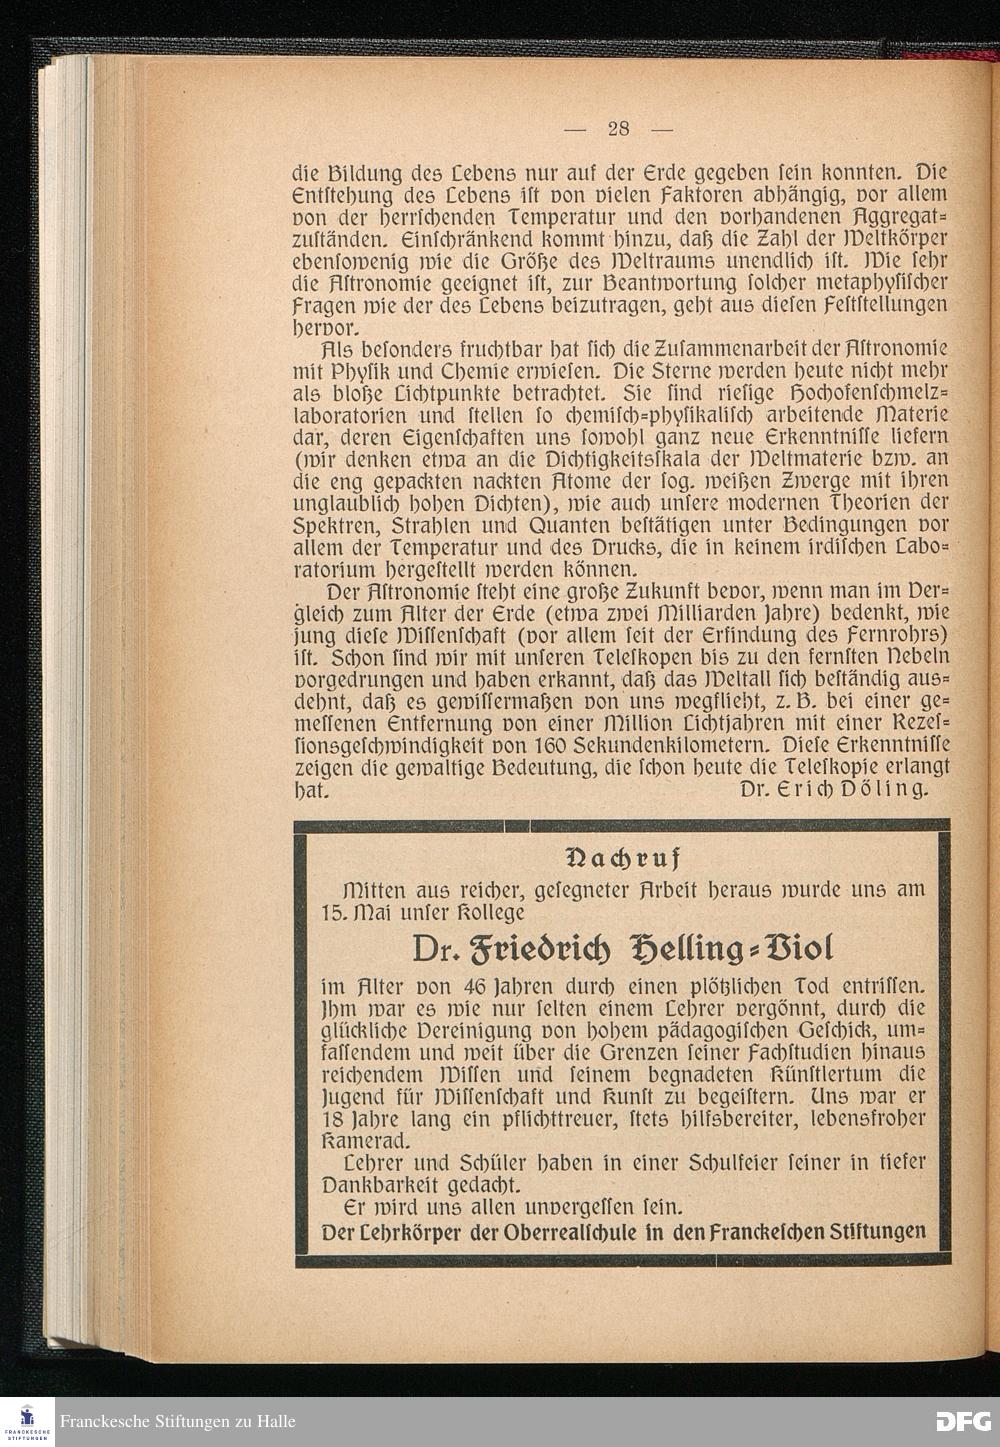 — 28 —
die Bildung des Lebens nur auf der Erde gegeben sein konnten. Die
Entstehung des Lebens ist von vielen Faktoren abhängig, vor allem
von der herrschenden Temperatur und den vorhandenen Aggregat-
zuständen. Einschränkend kommt hinzu, daß die Zahl der Weltkörper
ebensowenig wie die Größe des Weltraums unendlich ist. Wie sehr
die Astronomie geeignet ist, zur Beantwortung solcher metaphysischer
Fragen wie der des Lebens beizutragen, geht aus diesen Feststellungen
hervor.
Als besonders fruchtbar hat sich die Zusammenarbeit der Astronomie
mit Physik und Chemie erwiesen. Die Sterne werden heute nicht mehr
als bloße Lichtpunkte betrachtet. Sie sind riesige Hochofenschmelz-
laboratorien und stellen so chemisch-physikalisch arbeitende Materie
dar, deren Eigenschaften uns sowohl ganz neue Erkenntnisse liefern
(wir denken etwa an die Dichtigkeitsskala der Weltmaterie bzw. an
die eng gepackten nackten Atome der sog. weißen Zwerge mit ihren
unglaublich hohen Dichten), wie auch unsere modernen Theorien der
Spektren, Strahlen und Quanten bestätigen unter Bedingungen vor
allem der Temperatur und des Drucks, die in keinem irdischen Labo-
ratorium hergestellt werden können.
Der Astronomie steht eine große Zukunft bevor, wenn man im Ver-
gleich zum Alter der Erde (etwa zwei Milliarden Jahre) bedenkt, wie
jung diese Wissenschaft (vor allem seit der Erfindung des Fernrohrs)
ist. Schon sind wir mit unseren Teleskopen bis zu den fernsten Nebeln
vorgedrungen und haben erkannt, daß das Weltall sich beständig aus-
dehnt, daß es gewissermaßen von uns wegflieht, z. B. bei einer ge-
messenen Entfernung von einer Million Lichtjahren mit einer Rezes-
sionsgeschwindigkeit von 160 Sekundenkilometern. Diese Erkenntnisse
zeigen die gewaltige Bedeutung, die schon heute die Teleskopie erlangt
hat. Dr. Erich Döling.
Nachruf
Mitten aus reicher, gesegneter Arbeit heraus wurde uns am
15. Mai unser Kollege
Dr. Friedrich Helling-Viol
im Alter von 46 Jahren durch einen plötzlichen Tod entrissen.
Ihm war es wie nur selten einem Lehrer vergönnt, durch die
glückliche Vereinigung von hohem pädagogischen Geschick, um-
fassendem und weit über die Grenzen seiner Fachstudien hinaus
reichendem Wissen und seinem begnadeten Künstlertum die
Jugend für Wissenschaft und Kunst zu begeistern. Uns war er
18 Jahre lang ein pflichttreuer, stets hilfsbereiter, lebensfroher
Kamerad.
Lehrer und Schüler haben in einer Schulfeier seiner in tiefer
Dankbarkeit gedacht.
Er wird uns allen unvergessen sein.
Der Lehrkörper der Oberrealschule in den Franckeschen Stiftungen
FRANCKESCHE
STIFTUNGEN
Franckesche Stiftungen zu Halle
DFG